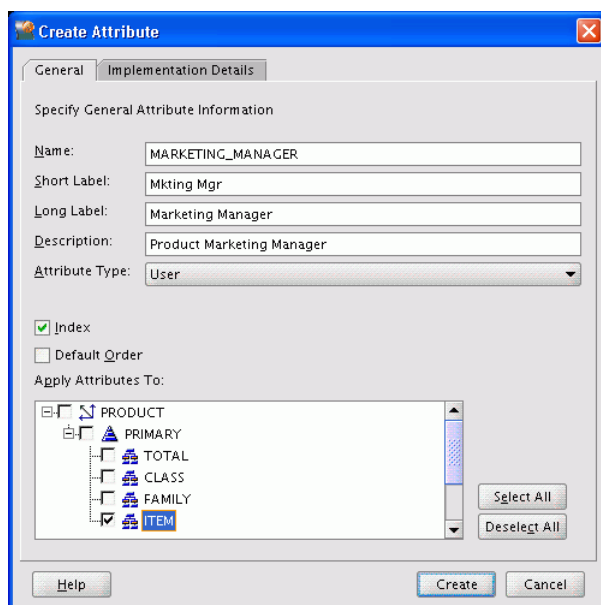 Create Attribute
General Implementation Details
Specify General Attribute Information
Name: MARKETING_MANAGER
Short Label: Mkting Mgr
Long Label: Marketing Manager
Description: Product Marketing Manager
Attribute Type: User
Index
Default Order
Apply Attributes To:
PRODUCT
PRIMARY
TOTAL
CLASS
FAMILY
ITEM
Select All
Deselect All
Help Create Cancel